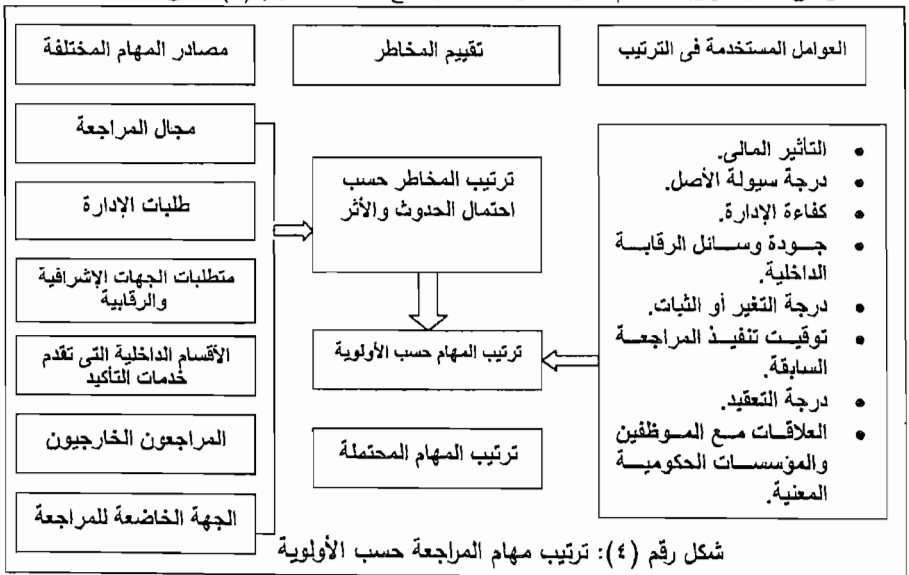 العوامل المستخدمة فى الترتيب
تقييم المخاطر
مصادر المهام المختلفة
• التأثير المالى.
• درجة سيولة الأصل.
• كفاءة الإدارة.
• جودة وسائل الرقابة
الداخلية.
• درجة التغير أو الثبات.
• توقيت تنفيذ المراجعة
السابقة.
• درجة التعقيد.
• العلاقات مع الموظفين
والمؤسسات الحكومية
المعنية.
ترتيب المخاطر حسب
احتمال الحدوث والأثر
ترتيب المهام حسب الأولوية
ترتيب المهام المحتملة
مجال المراجعة
طلبات الإدارة
متطلبات الجهات الإشرافية
والرقابية
الأقسام الداخلية التى تقدم
خدمات التأكيد
المراجعون الخارجيون
الجهة الخاضعة للمراجعة
شكل رقم (٤): ترتيب مهام المراجعة حسب الأولوية